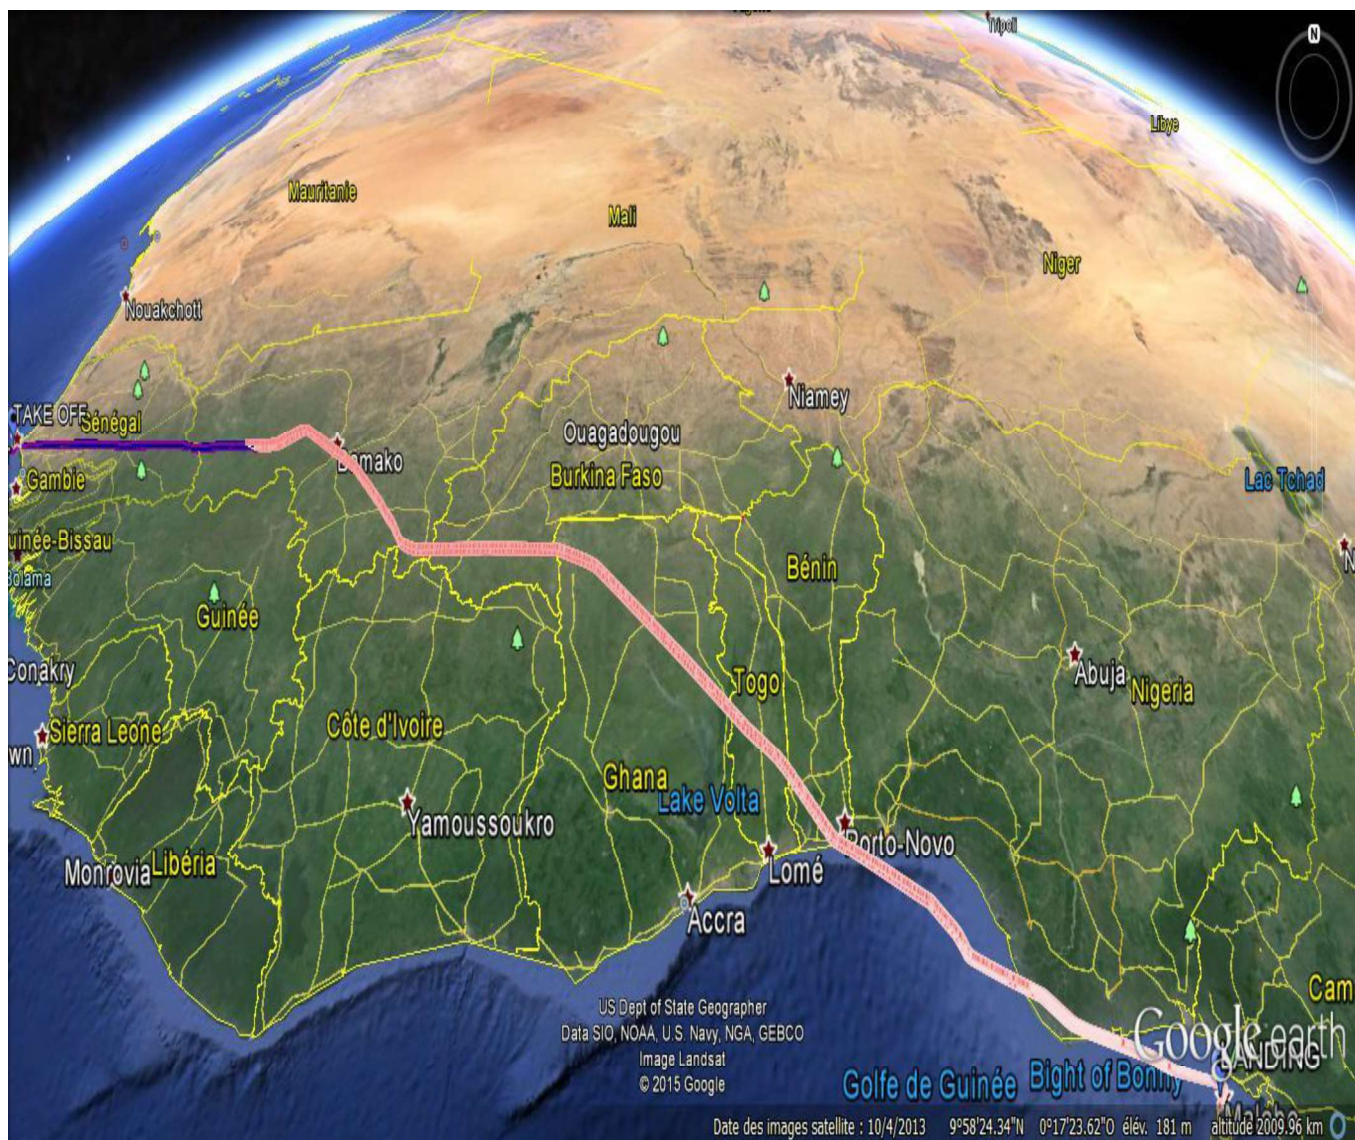 Tripoli
N
Libye
Mauritanie
Mali
Niger
Nouakchott
Niamey
TAKE OFF
Sénégal
Ouagadougou
Bamako
Gambie
Burkina Faso
Lac Tchad
uinée-Bissau
N
Bolama
Bénin
Guinée
Conakry
Abuja
Togo
Nigeria
Sierra Leone
Côte d'Ivoire
wn
Ghana
Lake Volta
Yamoussoukro
Porto-Novo
Monrovia
Libéria
Lomé
Accra
Cam
US Dept of State Geographer
Data SIO, NOAA, U.S. Navy, NGA, GEBCO
Image Landsat
© 2015 Google
Google earth
LANDING
Golfe de Guinée
Bight of Bonny
Malabo
Date des images satellite : 10/4/2013 9°58'24.34"N 0°17'23.62"O élév. 181 m altitude 2009.96 km